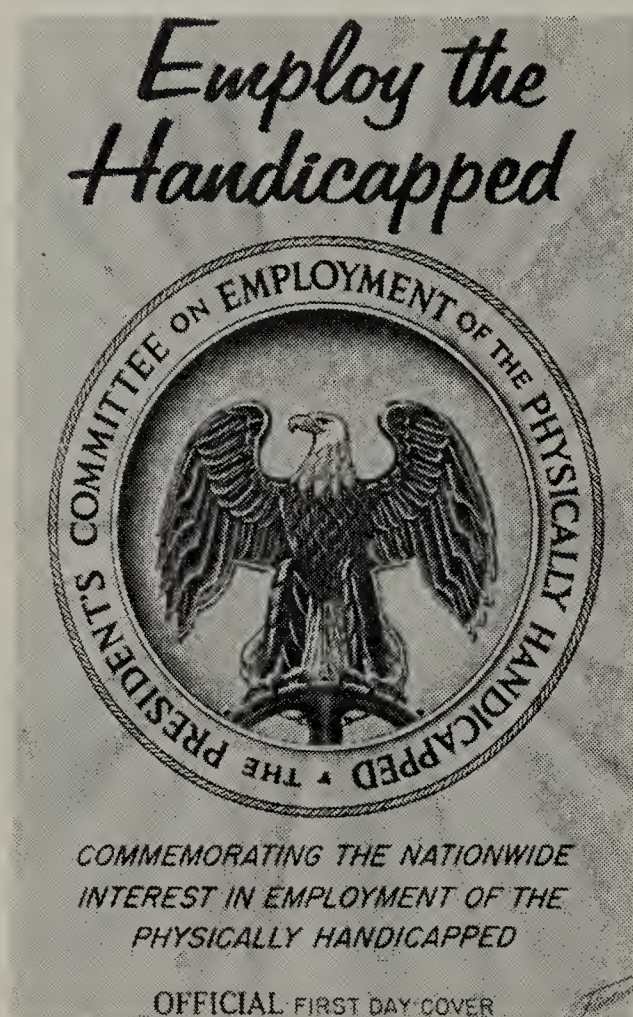 Employ the
Handicapped
THE PRESIDENT'S COMMITTEE ON EMPLOYMENT OF THE PHYSICALLY HANDICAPPED
COMMEMORATING THE NATIONWIDE
INTEREST IN EMPLOYMENT OF THE
PHYSICALLY HANDICAPPED
OFFICIAL FIRST DAY COVER